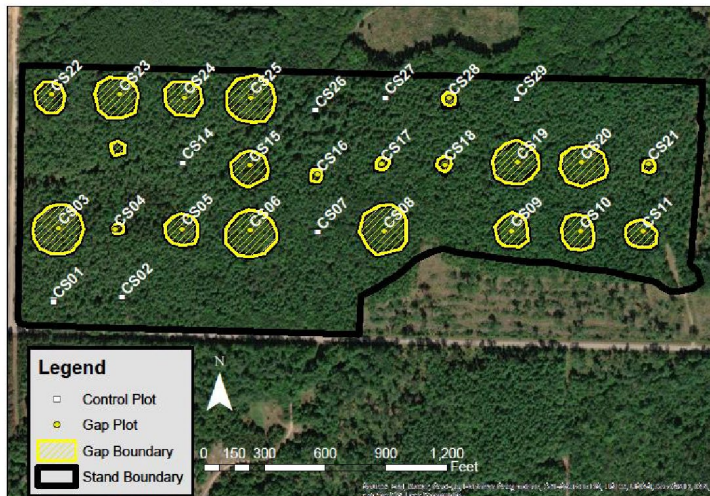 CS22 CS23 CS24 CS25 CS26 CS27 CS28 CS29
CS14 CS15 CS16 CS17 CS18 CS19 CS20 CS21
CS03 CS04 CS05 CS06 CS07 CS08 CS09 CS10 CS11
CS01 CS02
Legend
Control Plot
Gap Plot
Gap Boundary
Stand Boundary
N
0 150 300 600 900 1,200
Feet